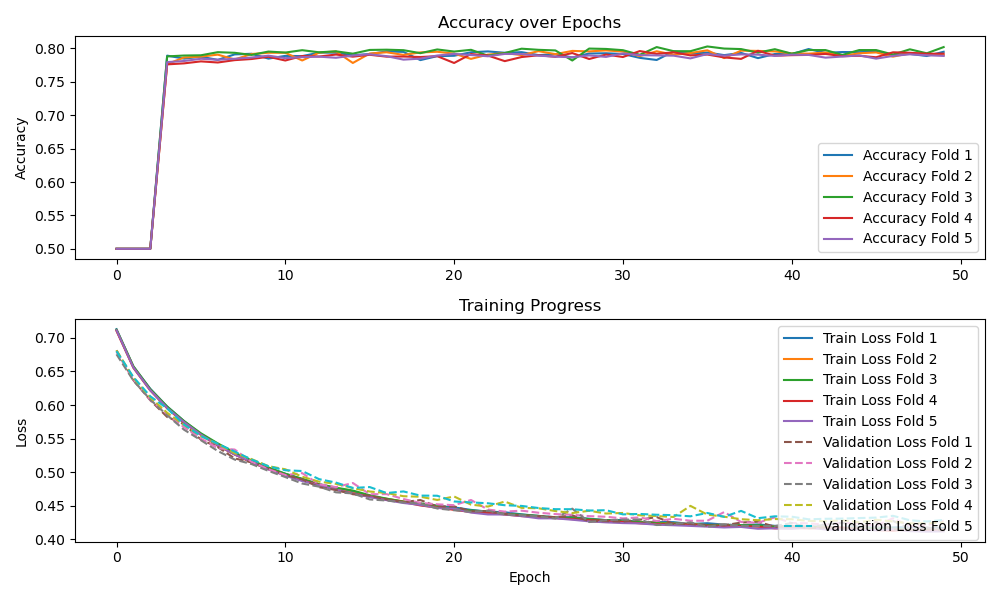 Accuracy over Epochs
0.80
0.75
0.70
0.65
0.60
0.55
0.50
Accuracy
Accuracy Fold 1
Accuracy Fold 2
Accuracy Fold 3
Accuracy Fold 4
Accuracy Fold 5
0 10 20 30 40 50
Training Progress
0.70
0.65
0.60
0.55
0.50
0.45
0.40
Loss
Train Loss Fold 1
Train Loss Fold 2
Train Loss Fold 3
Train Loss Fold 4
Train Loss Fold 5
Validation Loss Fold 1
Validation Loss Fold 2
Validation Loss Fold 3
Validation Loss Fold 4
Validation Loss Fold 5
0 10 20 30 40 50
Epoch